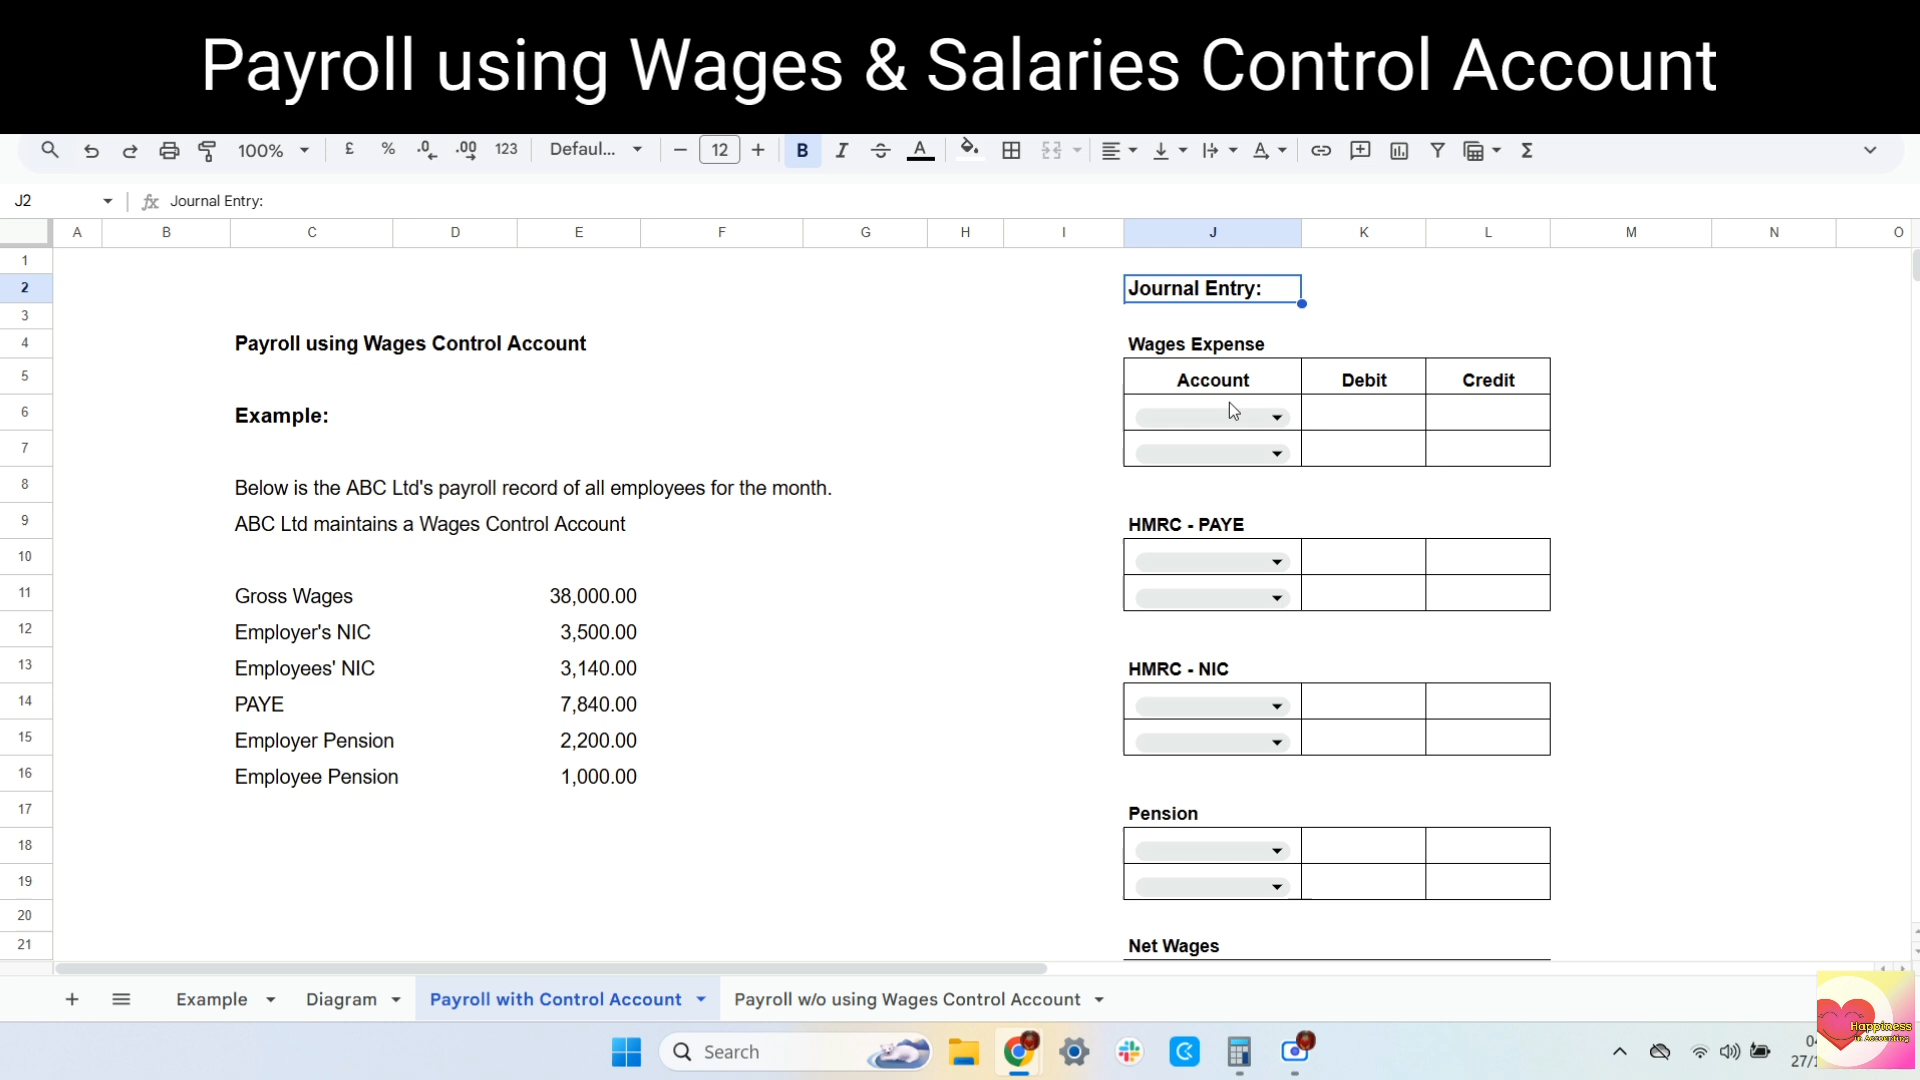 Payroll using Wages & Salaries Control Account
100% £ % .0 .00 123 Defaul... 12 B I A Σ
J2 fx Journal Entry:
A B C D E F G H I J K L M N O
1
2 Journal Entry:
3
4 Payroll using Wages Control Account Wages Expense
5 Account Debit Credit
6 Example:
7
8 Below is the ABC Ltd's payroll record of all employees for the month.
9 ABC Ltd maintains a Wages Control Account HMRC - PAYE
10
11 Gross Wages 38,000.00
12 Employer's NIC 3,500.00
13 Employees' NIC 3,140.00 HMRC - NIC
14 PAYE 7,840.00
15 Employer Pension 2,200.00
16 Employee Pension 1,000.00
17 Pension
18
19
20
21 Net Wages
Example Diagram Payroll with Control Account Payroll w/o using Wages Control Account
Search
Happiness
in Accounting